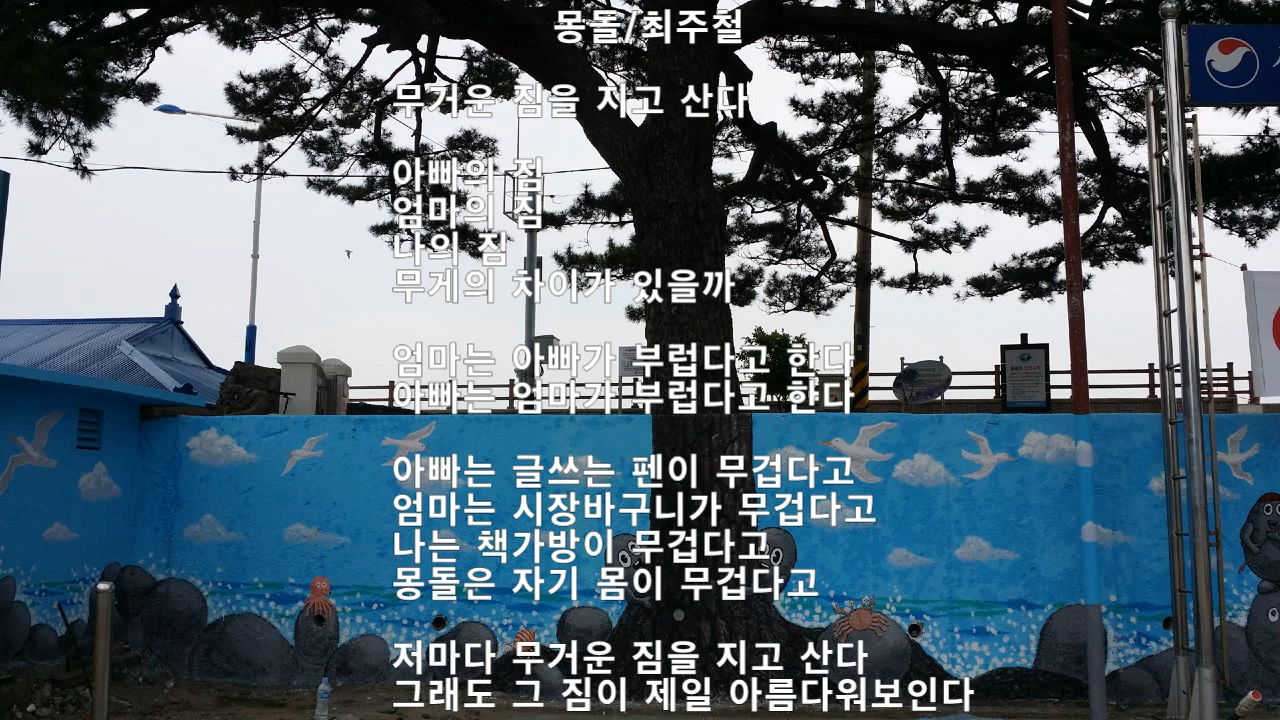 몽돌/최주철
무거운 짐을 지고 산다
아빠의 짐
엄마의 짐
나의 짐
무게의 차이가 있을까
엄마는 아빠가 부럽다고 한다
아빠는 엄마가 부럽다고 한다
아빠는 글쓰는 펜이 무겁다고
엄마는 시장바구니가 무겁다고
나는 책가방이 무겁다고
몽돌은 자기 몸이 무겁다고
저마다 무거운 짐을 지고 산다
그래도 그 짐이 제일 아름다워보인다